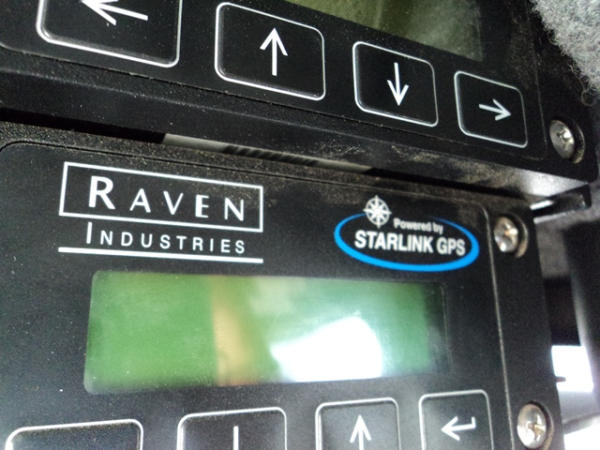 RAVEN
INDUSTRIES
Powered by
STARLINK GPS